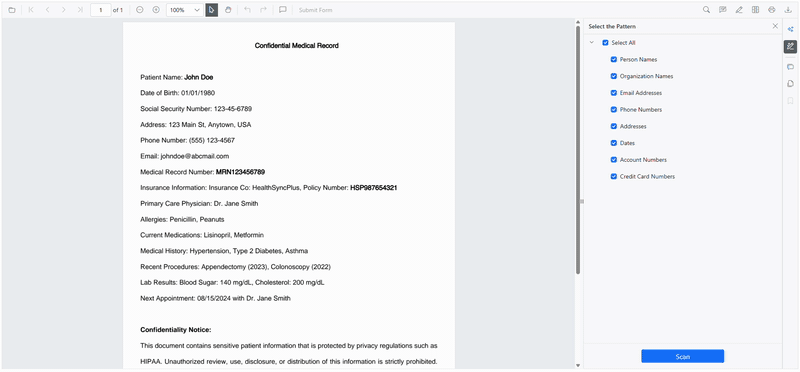 1 of 1 100% Submit Form
Confidential Medical Record
Patient Name: John Doe
Date of Birth: 01/01/1980
Social Security Number: 123-45-6789
Address: 123 Main St, Anytown, USA
Phone Number: (555) 123-4567
Email: johndoe@abcmail.com
Medical Record Number: MRN123456789
Insurance Information: Insurance Co: HealthSyncPlus, Policy Number: HSP987654321
Primary Care Physician: Dr. Jane Smith
Allergies: Penicillin, Peanuts
Current Medications: Lisinopril, Metformin
Medical History: Hypertension, Type 2 Diabetes, Asthma
Recent Procedures: Appendectomy (2023), Colonoscopy (2022)
Lab Results: Blood Sugar: 140 mg/dL, Cholesterol: 200 mg/dL
Next Appointment: 08/15/2024 with Dr. Jane Smith
Confidentiality Notice:
This document contains sensitive patient information that is protected by privacy regulations such as
HIPAA. Unauthorized review, use, disclosure, or distribution of this information is strictly prohibited.
Select the Pattern
Select All
Person Names
Organization Names
Email Addresses
Phone Numbers
Addresses
Dates
Account Numbers
Credit Card Numbers
Scan